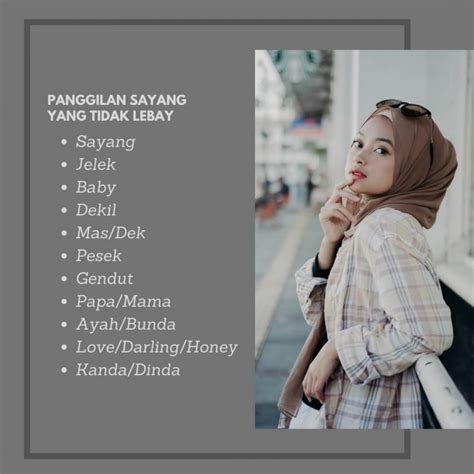 PANGGILAN SAYANG
YANG TIDAK LEBAY
Sayang
Jelek
Baby
Dekil
Mas/Dek
Pesek
Gendut
Papa/Mama
Ayah/Bunda
Love/Darling/Honey
Kanda/Dinda